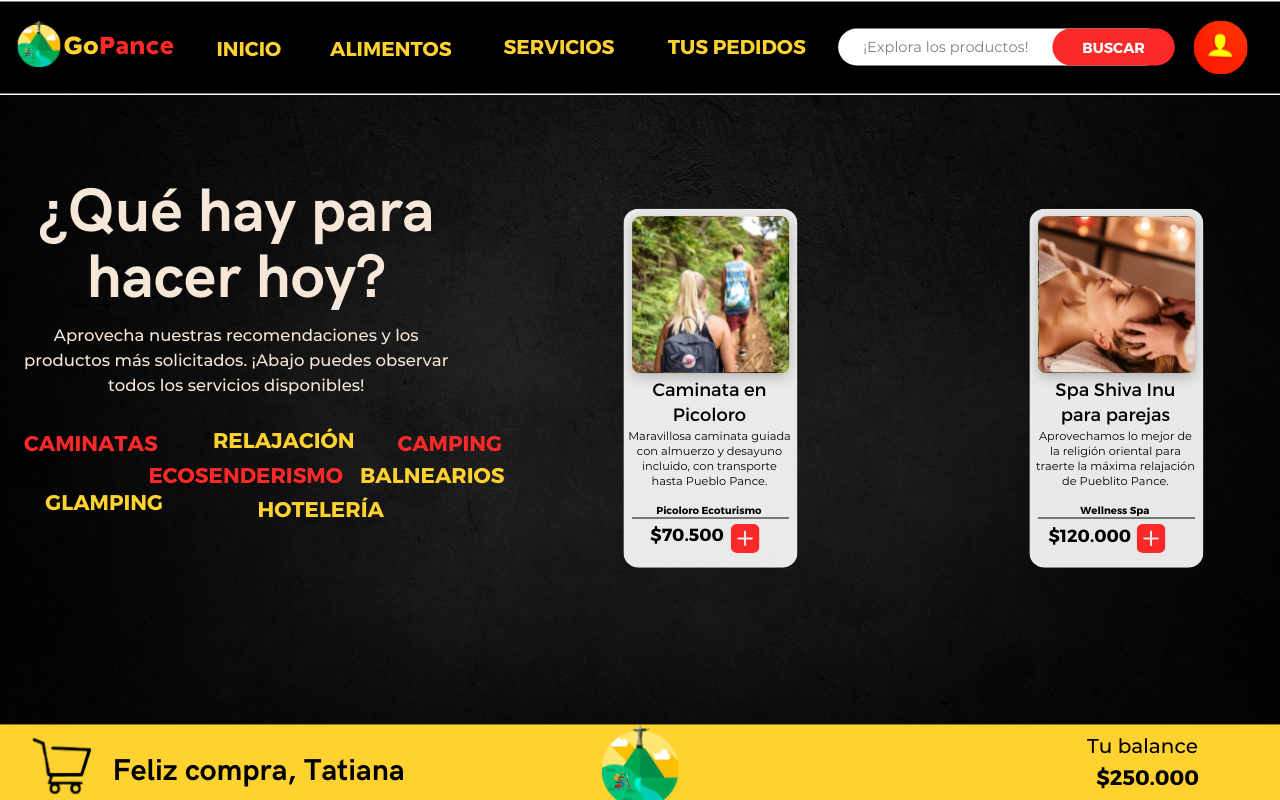 GoPance
INICIO
ALIMENTOS
SERVICIOS
TUS PEDIDOS
¡Explora los productos!
BUSCAR
¿Qué hay para
hacer hoy?
Aprovecha nuestras recomendaciones y los
productos más solicitados. ¡Abajo puedes observar
todos los servicios disponibles!
CAMINATAS
RELAJACIÓN
CAMPING
ECOSENDERISMO
BALNEARIOS
GLAMPING
HOTELERÍA
Caminata en
Picoloro
Maravillosa caminata guiada
con almuerzo y desayuno
incluido, con transporte
hasta Pueblo Pance.
Picoloro Ecoturismo
$70.500
Spa Shiva Inu
para parejas
Aprovechamos lo mejor de
la religión oriental para
traerte la máxima relajación
de Pueblito Pance.
Wellness Spa
$120.000
Feliz compra, Tatiana
Tu balance
$250.000